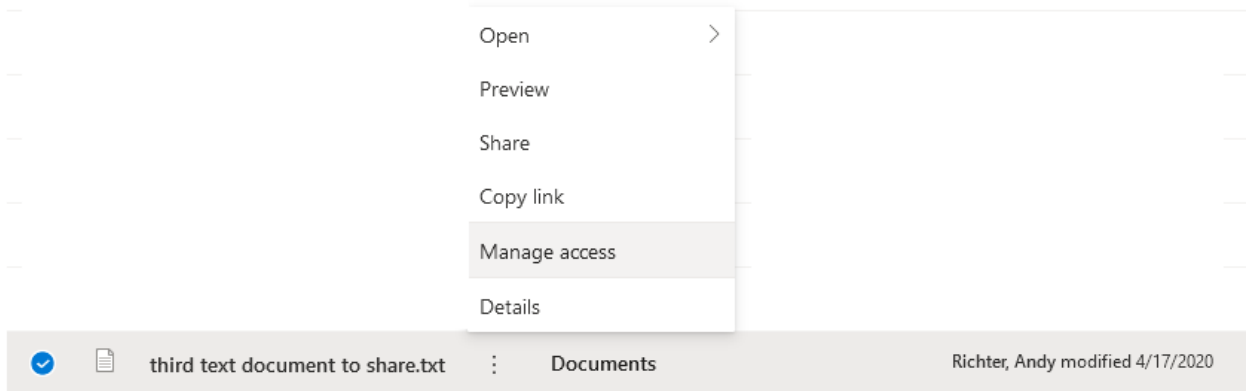 Open
Preview
Share
Copy link
Manage access
Details
third text document to share.txt Documents Richter, Andy modified 4/17/2020